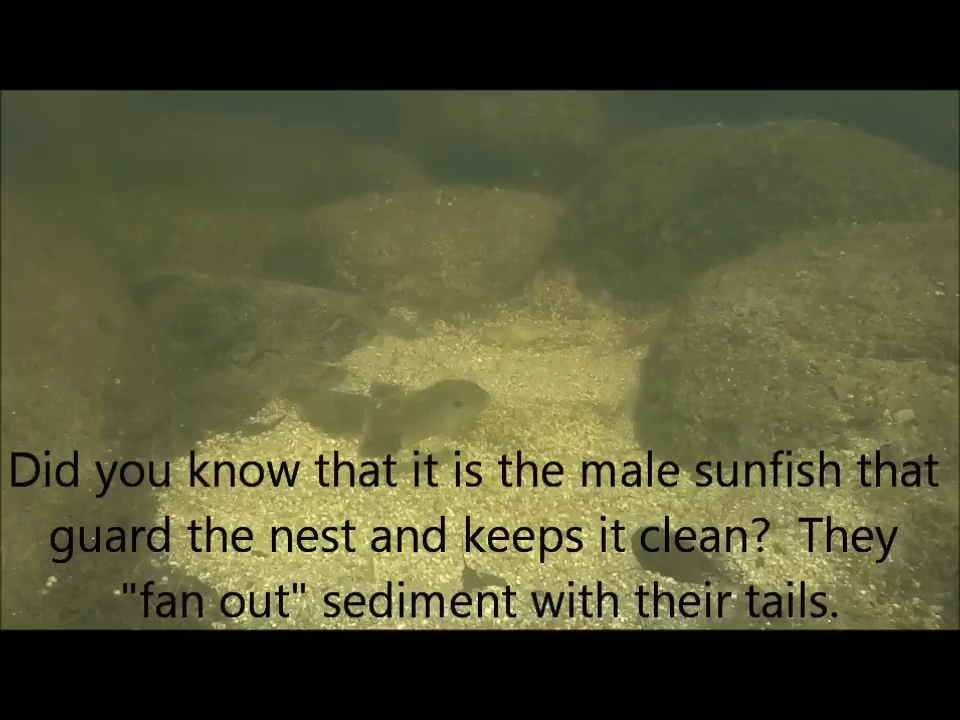 Did you know that it is the male sunfish that
guard the nest and keeps it clean?  They
"fan out" sediment with their tails.